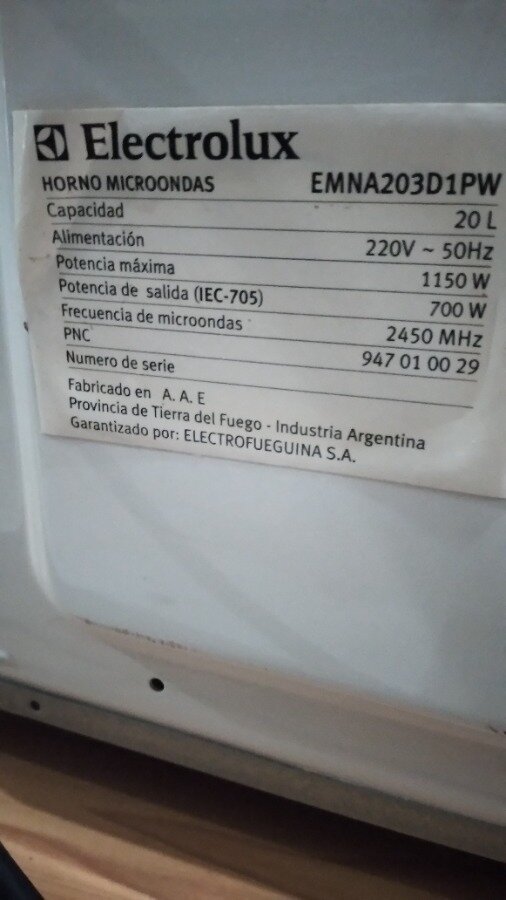 Electrolux
HORNO MICROONDAS EMNA203D1PW
Capacidad 20 L
Alimentación 220V ~ 50Hz
Potencia máxima 1150 W
Potencia de salida (IEC-705) 700 W
Frecuencia de microondas 2450 MHz
PNC 947 01 00 29
Numero de serie
Fabricado en A. A. E
Provincia de Tierra del Fuego - Industria Argentina
Garantizado por: ELECTROFUEGUINA S.A.